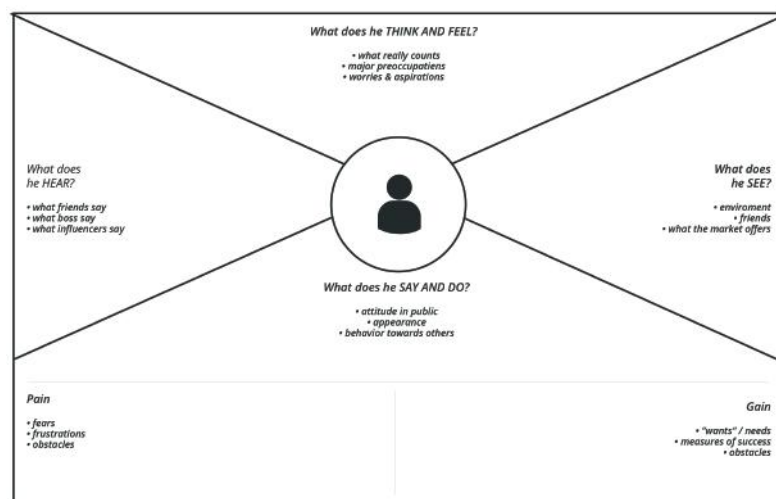 What does he THINK AND FEEL?
• what really counts
• major preoccupatiens
• worries & aspirations
What does
he HEAR?
• what friends say
• what boss say
• what influencers say
What does
he SEE?
• enviroment
• friends
• what the market offers
What does he SAY AND DO?
• attitude in public
• appearance
• behavior towards others
Pain
• fears
• frustrations
• obstacles
Gain
• "wants" / needs
• measures of success
• obstacles